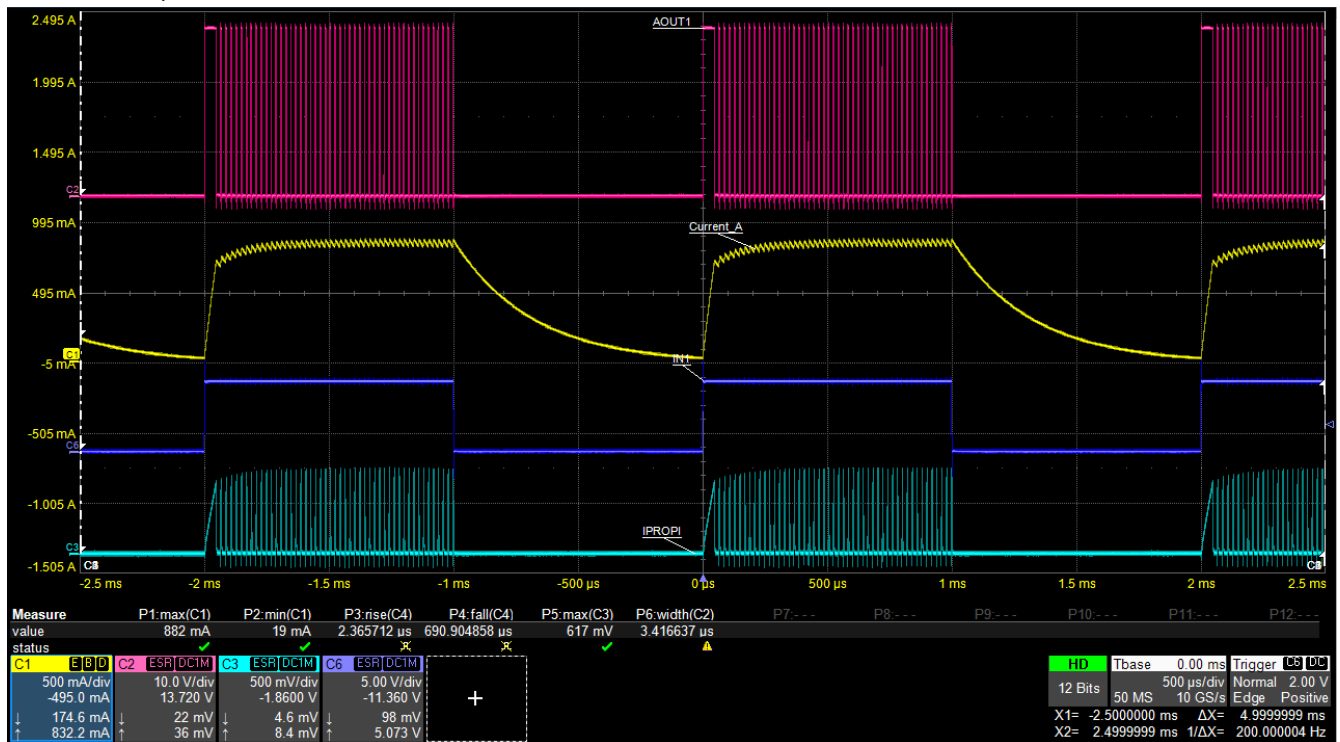 2.495 A
AOUT1
1.995 A
1.495 A
C2
995 mA
Current_A
495 mA
C1
-5 mA
IN1
-505 mA
C6
-1.005 A
IPROPI
C3
-1.505 A
-2.5 ms -2 ms -1.5 ms -1 ms -500 µs 0 µs 500 µs 1 ms 1.5 ms 2 ms 2.5 ms
Measure P1:max(C1) P2:min(C1) P3:rise(C4) P4:fall(C4) P5:max(C3) P6:width(C2) P7:- - - P8:- - - P9:- - - P10:- - - P11:- - - P12:- - -
value 882 mA 19 mA 2.365712 µs 690.904858 µs 617 mV 3.416637 µs
status
C1 E B D C2 ESR DC1M C3 ESR DC1M C6 ESR DC1M HD Tbase 0.00 ms Trigger C6 DC
500 mA/div 10.0 V/div 500 mV/div 5.00 V/div 12 Bits 500 µs/div Normal 2.00 V
-495.0 mA 13.720 V -1.8600 V -11.360 V + 50 MS 10 GS/s Edge Positive
↓ 174.6 mA ↓ 22 mV ↓ 4.6 mV ↓ 98 mV X1= -2.5000000 ms ΔX= 4.9999999 ms
↑ 832.2 mA ↑ 36 mV ↑ 8.4 mV ↑ 5.073 V X2= 2.4999999 ms 1/ΔX= 200.000004 Hz